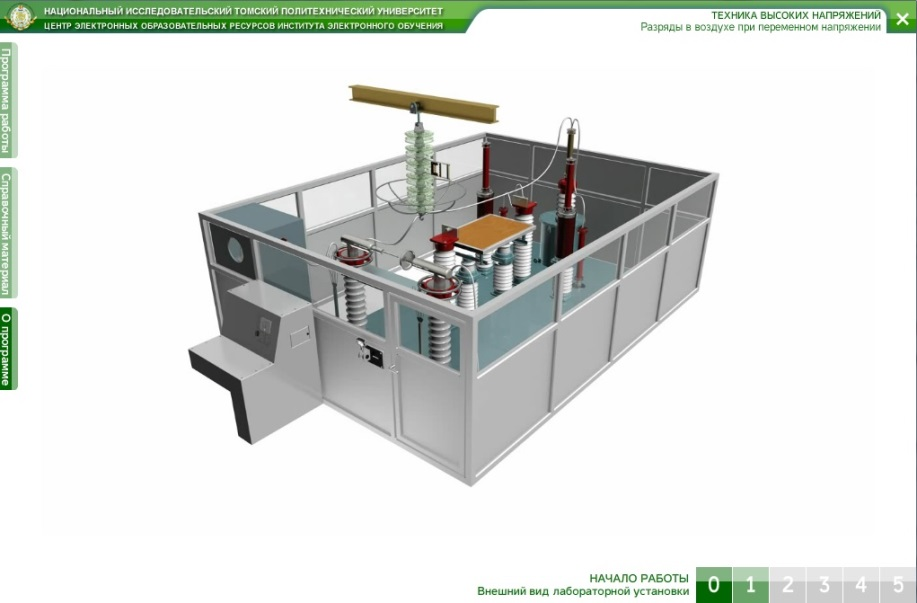 НАЦИОНАЛЬНЫЙ ИССЛЕДОВАТЕЛЬСКИЙ ТОМСКИЙ ПОЛИТЕХНИЧЕСКИЙ УНИВЕРСИТЕТ
ЦЕНТР ЭЛЕКТРОННЫХ ОБРАЗОВАТЕЛЬНЫХ РЕСУРСОВ ИНСТИТУТА ЭЛЕКТРОННОГО ОБУЧЕНИЯ
ТЕХНИКА ВЫСОКИХ НАПРЯЖЕНИЙ
Разряды в воздухе при переменном напряжении
Программа работы
Справочный материал
О программе
НАЧАЛО РАБОТЫ
Внешний вид лабораторной установки
0 1 2 3 4 5